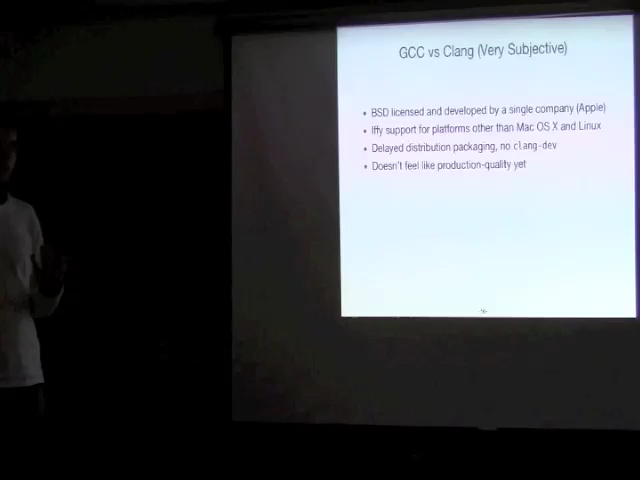 GCC vs Clang (Very Subjective)
• BSD licensed and developed by a single company (Apple)
• Iffy support for platforms other than Mac OS X and Linux
• Delayed distribution packaging, no clang-dev
• Doesn't feel like production-quality yet